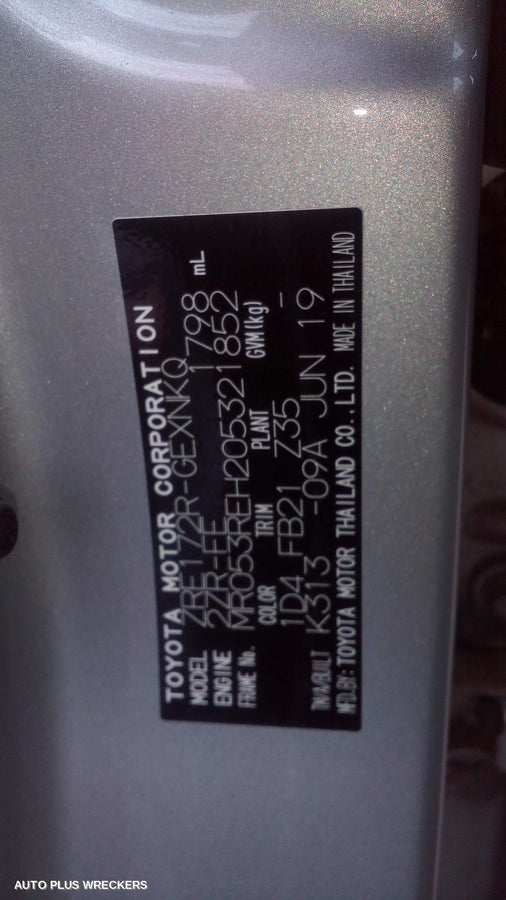 TOYOTA MOTOR CORPORATION
MODEL ZRE172R-GEXNKQ
ENGINE 2ZR-FE 1798 mL
FRAME No. MR053REH205321852
COLOR TRIM PLANT GVM(kg)
1D4 FB21 Z35 -
TM/A/BUILT K313 -09A JUN 19
MFD.BY: TOYOTA MOTOR THAILAND CO.,LTD. MADE IN THAILAND
AUTO PLUS WRECKERS